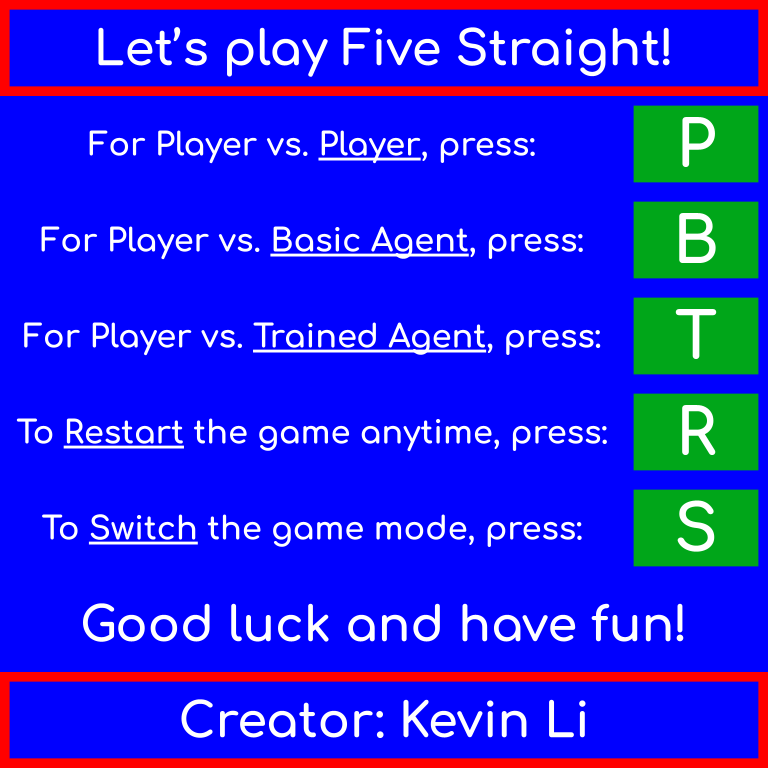 Let’s play Five Straight!
For Player vs. Player, press: P
For Player vs. Basic Agent, press: B
For Player vs. Trained Agent, press: T
To Restart the game anytime, press: R
To Switch the game mode, press: S
Good luck and have fun!
Creator: Kevin Li